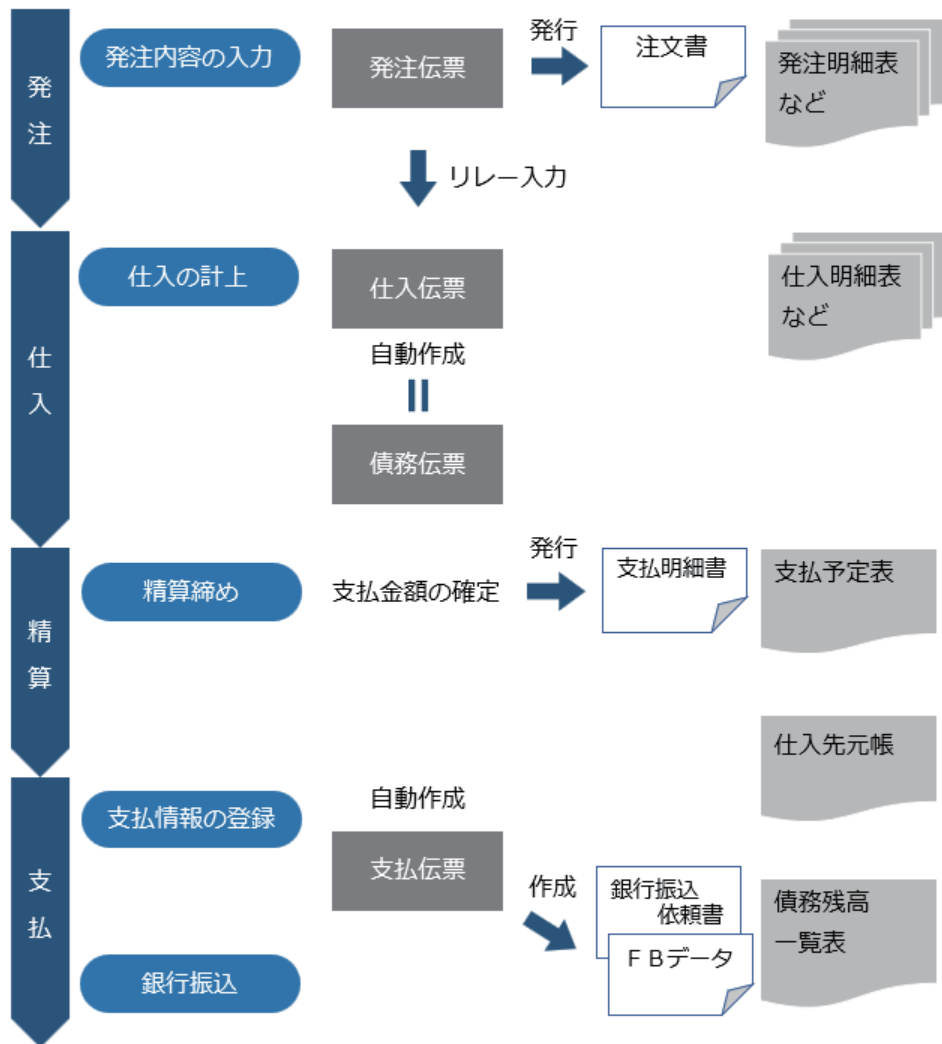 発注
発注内容の入力
発注伝票
発行
注文書
発注明細表
など
リレー入力
仕入
仕入の計上
仕入伝票
自動作成
債務伝票
仕入明細表
など
精算
精算締め
支払金額の確定
発行
支払明細書
支払予定表
仕入先元帳
支払
支払情報の登録
自動作成
支払伝票
作成
銀行振込
依頼書
ＦＢデータ
債務残高
一覧表
銀行振込